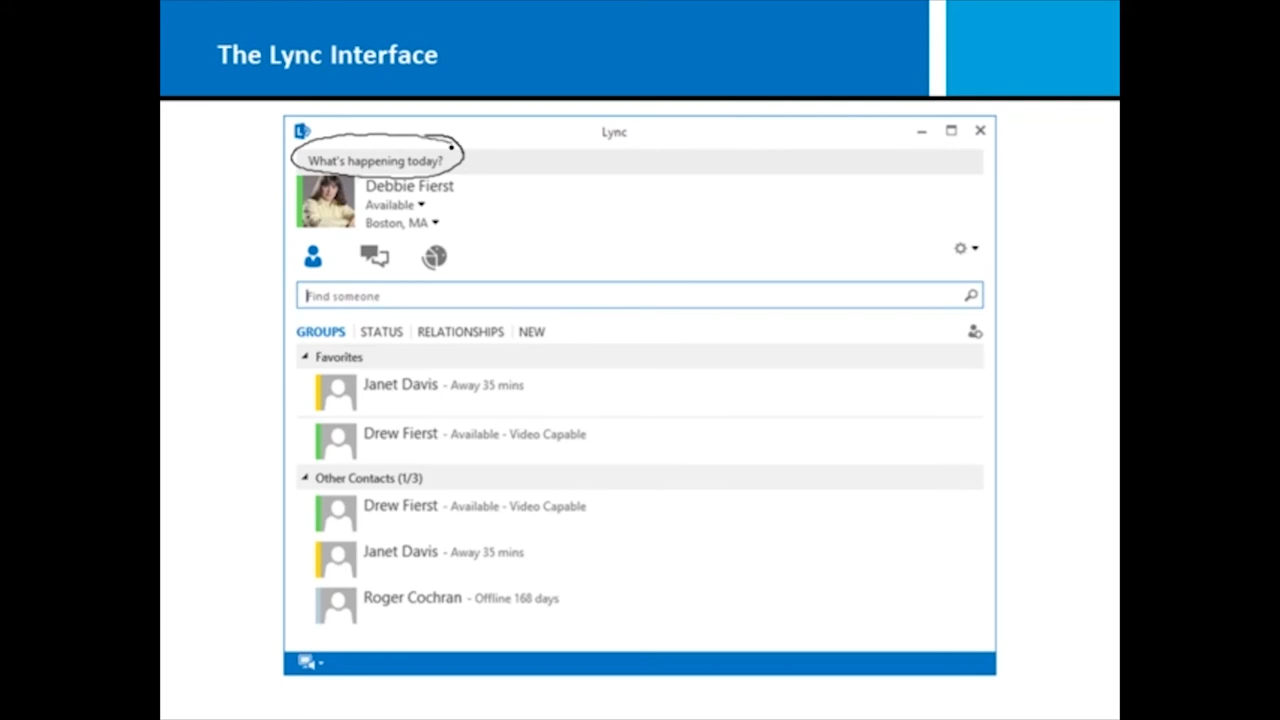 The Lync Interface
Lync
What's happening today?
Debbie Fierst
Available
Boston, MA
Find someone
GROUPS STATUS RELATIONSHIPS NEW
Favorites
Janet Davis - Away 35 mins
Drew Fierst - Available - Video Capable
Other Contacts (1/3)
Drew Fierst - Available - Video Capable
Janet Davis - Away 35 mins
Roger Cochran - Offline 168 days